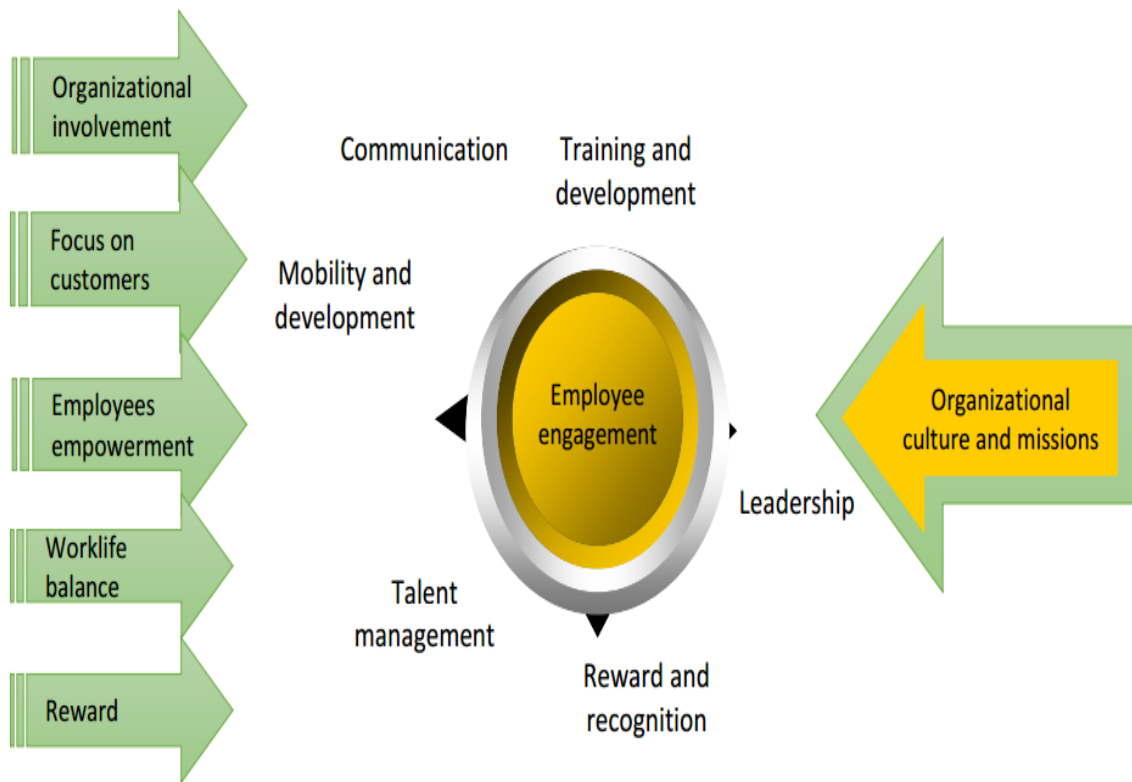 Organizational
involvement
Focus on
customers
Employees
empowerment
Worklife
balance
Reward
Communication
Training and
development
Mobility and
development
Employee
engagement
Leadership
Talent
management
Reward and
recognition
Organizational
culture and missions